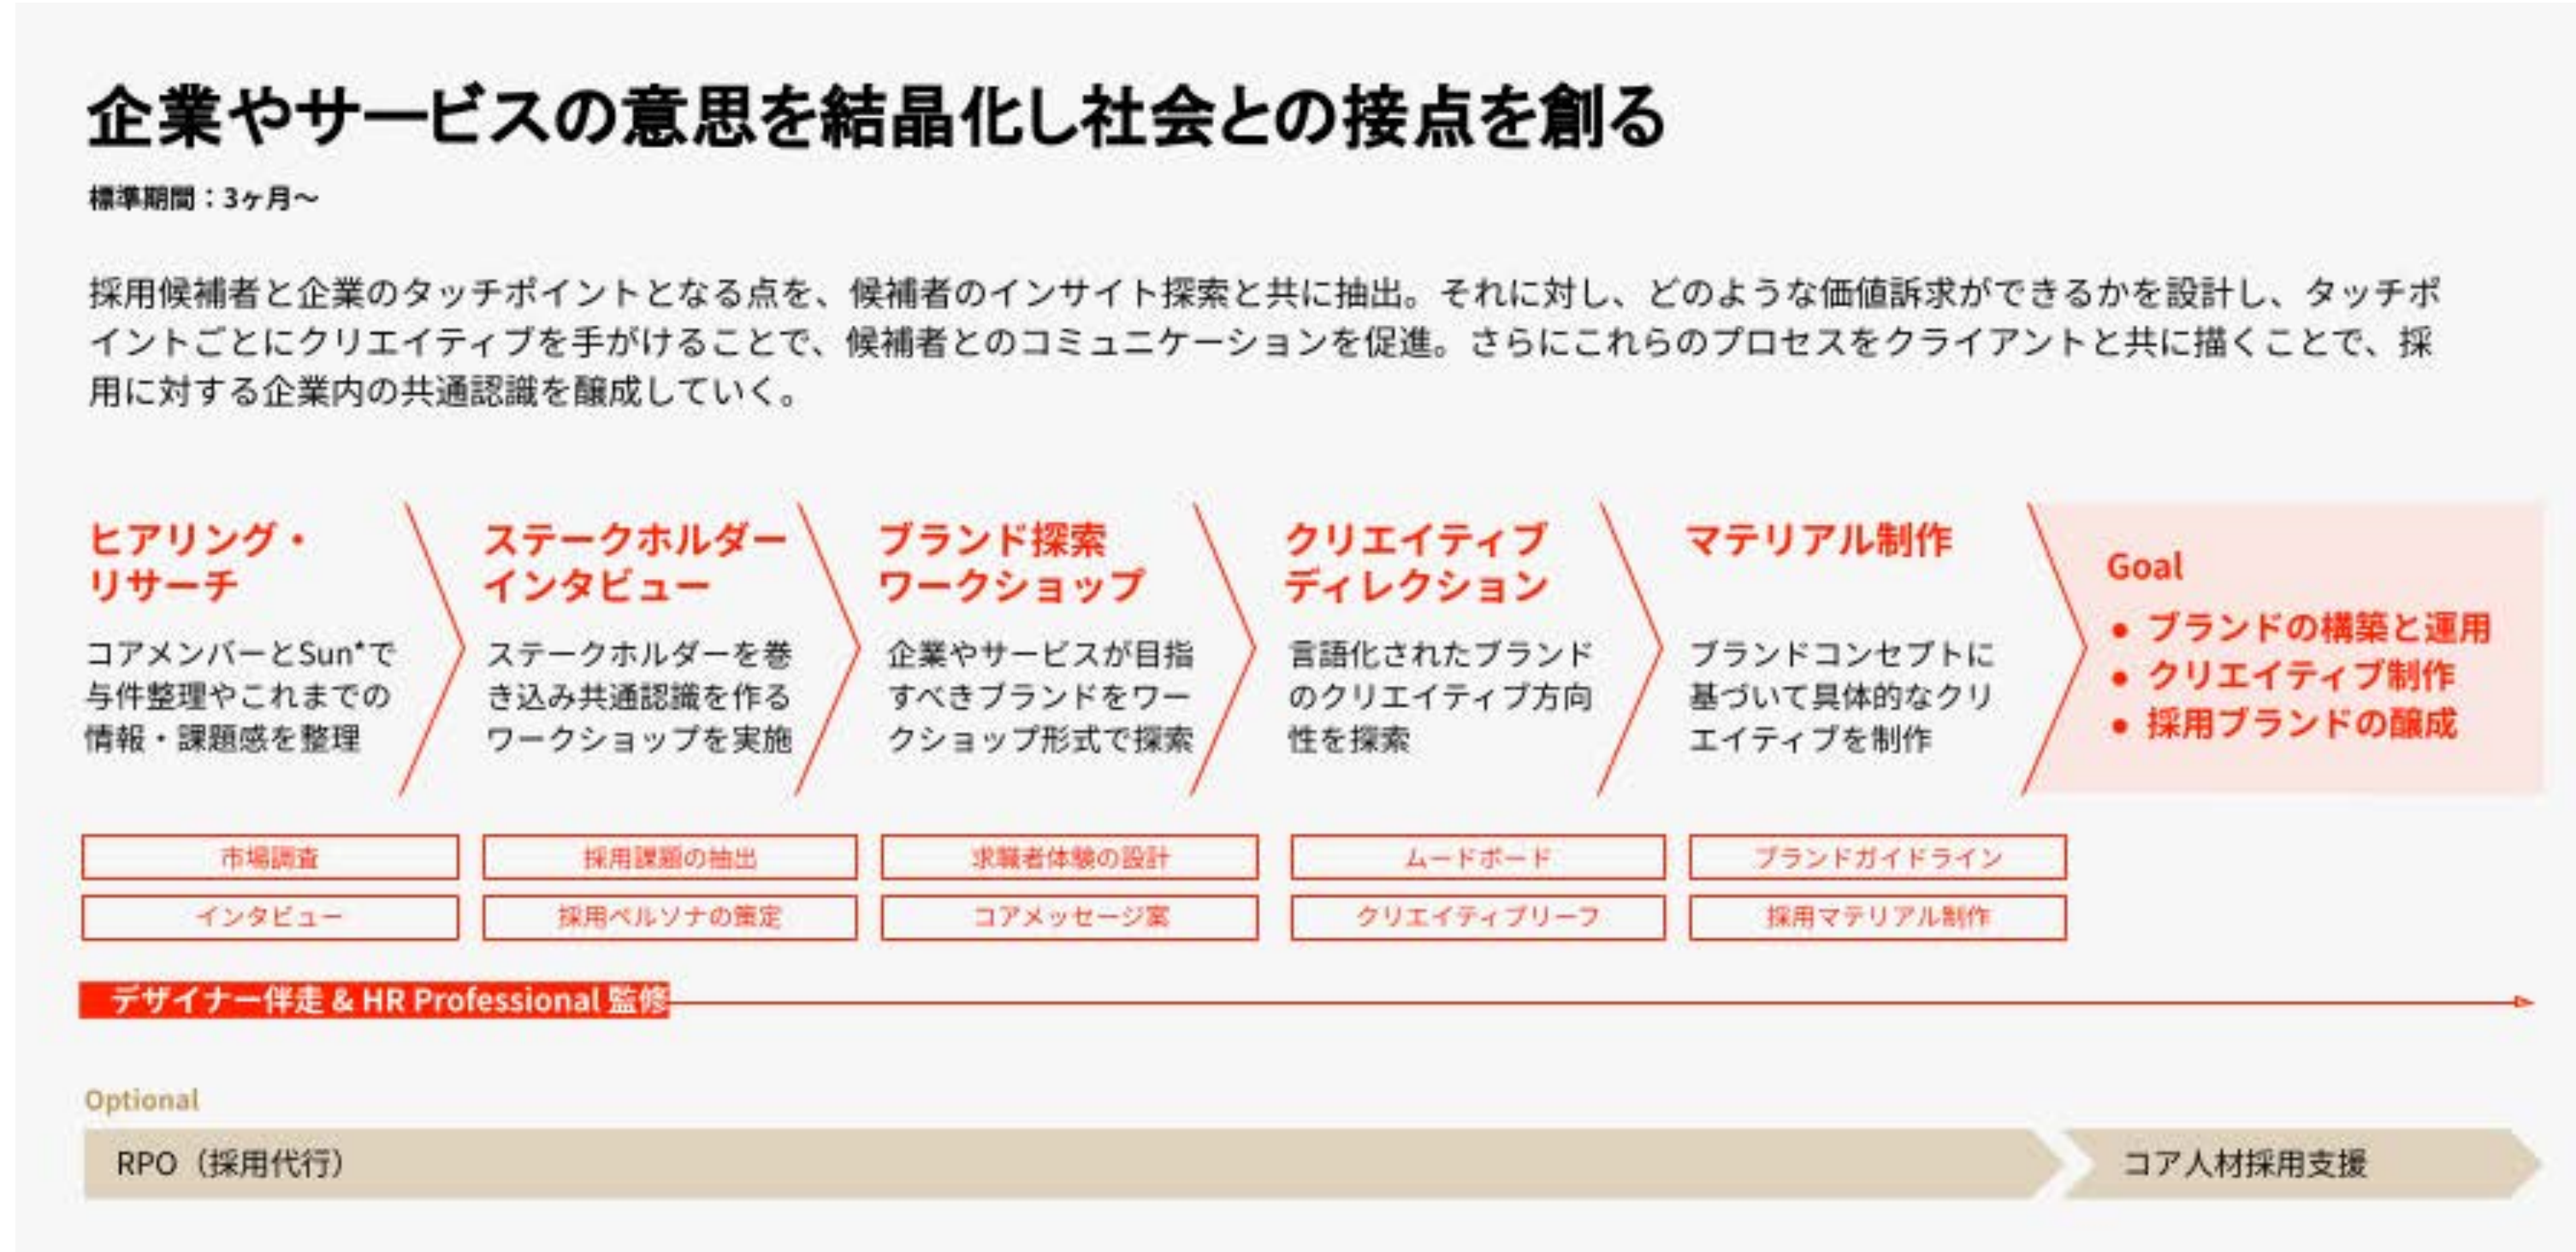 企業やサービスの意思を結晶化し社会との接点を創る
標準期間：3ヶ月～
採用候補者と企業のタッチポイントとなる点を、候補者のインサイト探索と共に抽出。それに対し、どのような価値訴求ができるかを設計し、タッチポ
イントごとにクリエイティブを手がけることで、候補者とのコミュニケーションを促進。さらにこれらのプロセスをクライアントと共に描くことで、採
用に対する企業内の共通認識を醸成していく。
ヒアリング・
リサーチ
コアメンバーとSun*で
与件整理やこれまでの
情報・課題感を整理
ステークホルダー
インタビュー
ステークホルダーを巻
き込み共通認識を作る
ワークショップを実施
ブランド探索
ワークショップ
企業やサービスが目指
すべきブランドをワー
クショップ形式で探索
クリエイティブ
ディレクション
言語化されたブランド
のクリエイティブ方向
性を探索
マテリアル制作
ブランドコンセプトに
基づいて具体的なクリ
エイティブを制作
Goal
● ブランドの構築と運用
● クリエイティブ制作
● 採用ブランドの醸成
市場調査
採用課題の抽出
求職者体験の設計
ムードボード
ブランドガイドライン
インタビュー
採用ペルソナの策定
コアメッセージ案
クリエイティブリーフ
採用マテリアル制作
デザイナー伴走 & HR Professional 監修
Optional
RPO（採用代行）
コア人材採用支援